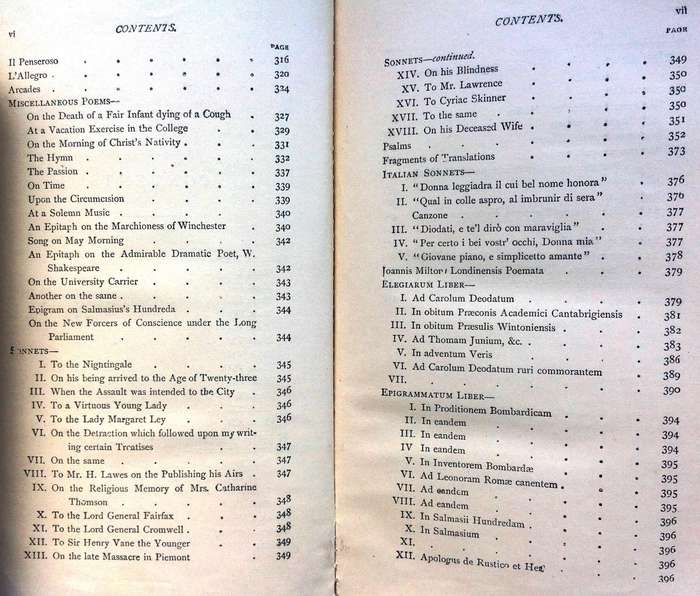 vi CONTENTS.
PAGE
Il Penseroso . . . . . . 316
L'Allegro . . . . . . . 320
Arcades . . . . . . . 324
MISCELLANEOUS POEMS—
On the Death of a Fair Infant dying of a Cough . 327
At a Vacation Exercise in the College . . . 329
On the Morning of Christ's Nativity . . . . 331
The Hymn . . . . . . 332
The Passion . . . . . . 337
On Time . . . . . . 339
Upon the Circumcision . . . . . 339
At a Solemn Music . . . . . 340
An Epitaph on the Marchioness of Winchester . 340
Song on May Morning . . . . . 342
An Epitaph on the Admirable Dramatic Poet, W.
Shakespeare . . . . . 342
On the University Carrier . . . . 343
Another on the same . . . . . 343
Epigram on Salmasius's Hundreda . . . 344
On the New Forcers of Conscience under the Long
Parliament . . . . . 344
SONNETS—
I. To the Nightingale . . . . 345
II. On his being arrived to the Age of Twenty-three 345
III. When the Assault was intended to the City . 346
IV. To a Virtuous Young Lady . . . 346
V. To the Lady Margaret Ley . . . 346
VI. On the Detraction which followed upon my writ-
ing certain Treatises . . . 347
VII. On the same . . . . . 347
VIII. To Mr. H. Lawes on the Publishing his Airs . 347
IX. On the Religious Memory of Mrs. Catharine
Thomson . . . . . 348
X. To the Lord General Fairfax . . . 348
XI. To the Lord General Cromwell . . . 348
XII. To Sir Henry Vane the Younger . . 349
XIII. On the late Massacre in Piemont . . 349
CONTENTS. vii
PAGE
SONNETS—continued.
XIV. On his Blindness . . . . 349
XV. To Mr. Lawrence . . . . 350
XVI. To Cyriac Skinner . . . . 350
XVII. To the same . . . . 350
XVIII. On his Deceased Wife . . . . 351
Psalms . . . . . . 352
Fragments of Translations . . . . 373
ITALIAN SONNETS—
I. "Donna leggiadra il cui bel nome honora" . 376
II. "Qual in colle aspro, al imbrunir di sera" . 376
Canzone . . . . . 377
III. "Diodati, e te'l dirò con maraviglia" . . 377
IV. "Per certo i bei vostr' occhi, Donna mia" . 377
V. "Giovane piano, e simplicetto amante" . 378
Joannis Miltoni Londinensis Poemata . . . 379
ELEGIARUM LIBER—
I. Ad Carolum Deodatum . . . . 379
II. In obitum Præconis Academici Cantabrigiensis . 381
III. In obitum Præsulis Wintoniensis . . . 382
IV. Ad Thomam Junium, &c. . . . . 383
V. In adventum Veris . . . . 386
VI. Ad Carolum Deodatum ruri commorantem . 389
VII. . . . . . . 390
EPIGRAMMATUM LIBER—
I. In Proditionem Bombardicam . . . 394
II. In eandem . . . . . 394
III. In eandem . . . . . 394
IV. In eandem . . . . . 395
V. In Inventorem Bombardæ . . . 395
VI. Ad Leonoram Romæ canentem . . . 395
VII. Ad eandem . . . . . 395
VIII. Ad eandem . . . . . 395
IX. In Salmasii Hundredam . . . . 396
X. In Salmasium . . . . . 396
XI. . . . . . . 396
XII. Apologus de Rustico et Hero . . . 396